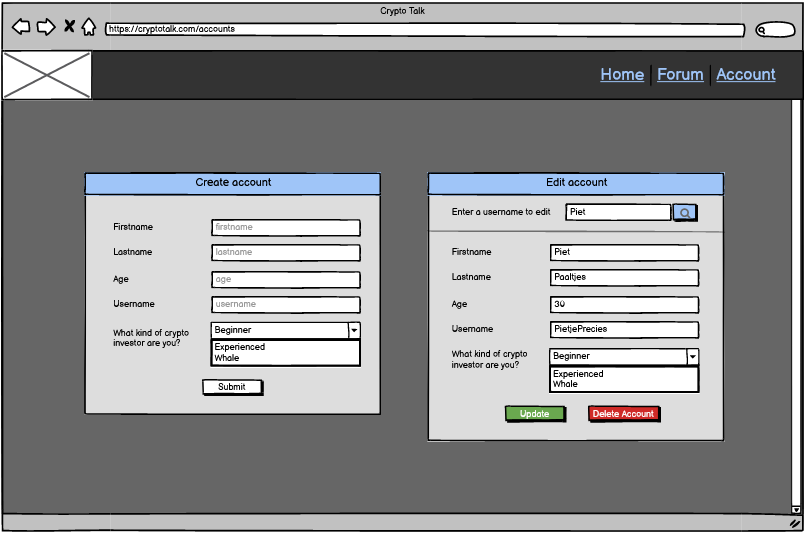 Crypto Talk
https://cryptotalk.com/accounts
Home
Forum
Account
Create account
Firstname
firstname
Lastname
lastname
Age
age
Username
username
What kind of crypto
investor are you?
Beginner
Experienced
Whale
Submit
Edit account
Enter a username to edit
Piet
Firstname
Piet
Lastname
Paaltjes
Age
30
Username
PietjePrecies
What kind of crypto
investor are you?
Beginner
Experienced
Whale
Update
Delete Account